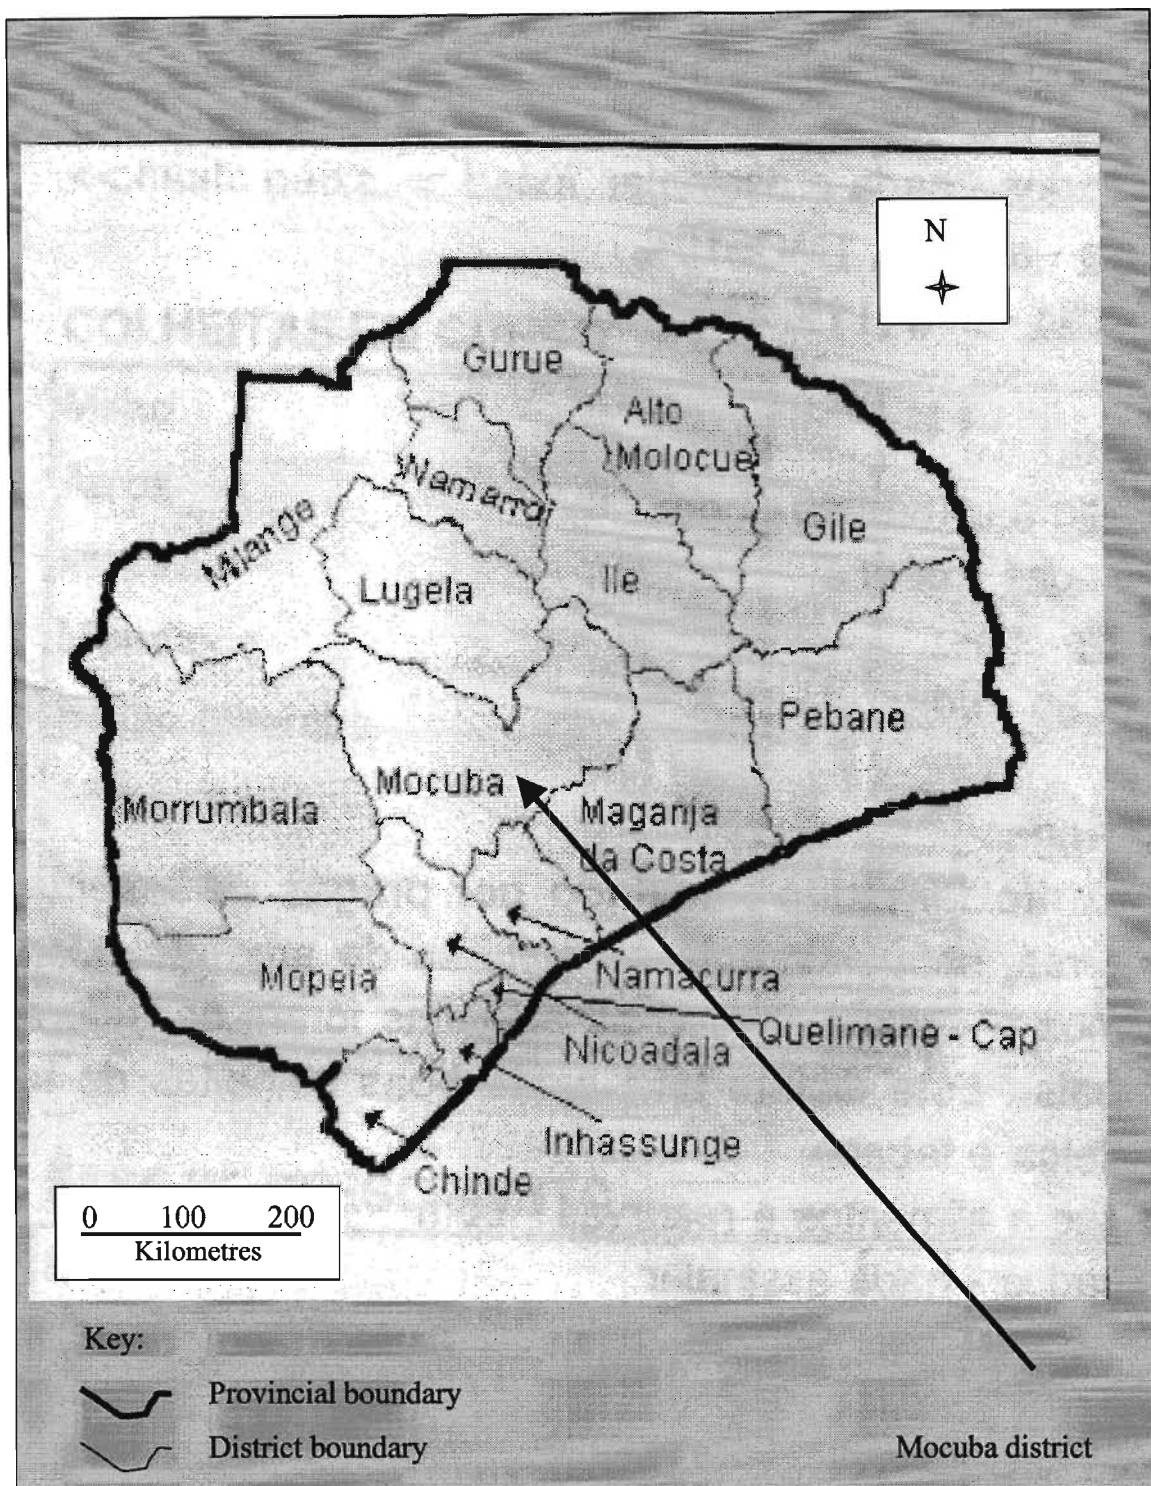 N
Gurue
Alto
Molocue
Namarroi
Gile
Milange
Lugela
Ile
Pebane
Mocuba
Morrumbala
Maganja
da Costa
Mopeia
Namacurra
Quelimane - Cap
Nicoadala
Inhassunge
Chinde
0 100 200
Kilometres
Key:
Provincial boundary
District boundary
Mocuba district